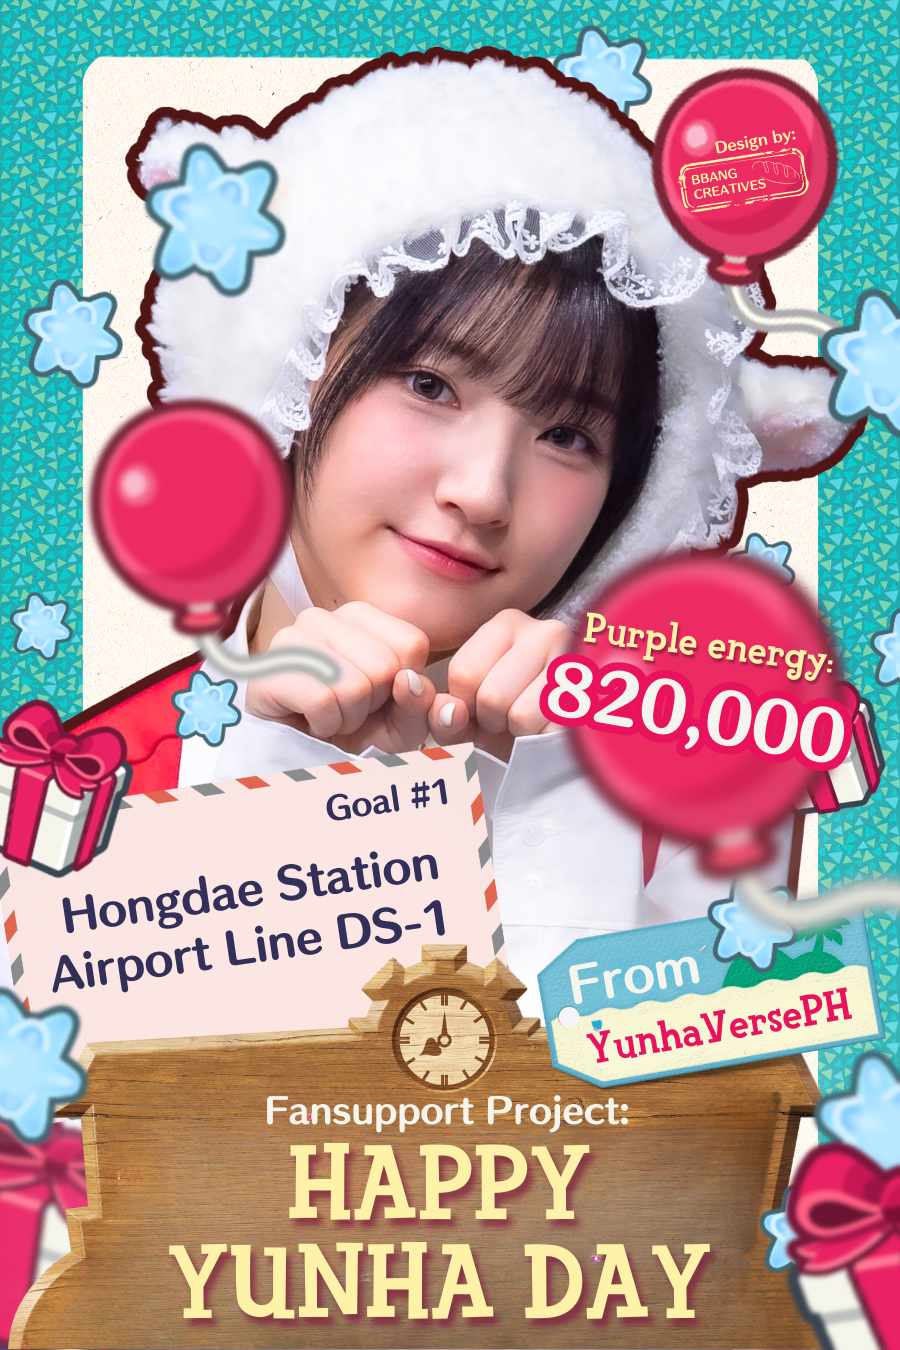 Design by:
BBANG
CREATIVES
Purple energy:
820,000
Goal #1
Hongdae Station
Airport Line DS-1
From
YunhaVersePH
Fansupport Project:
HAPPY
YUNHA DAY